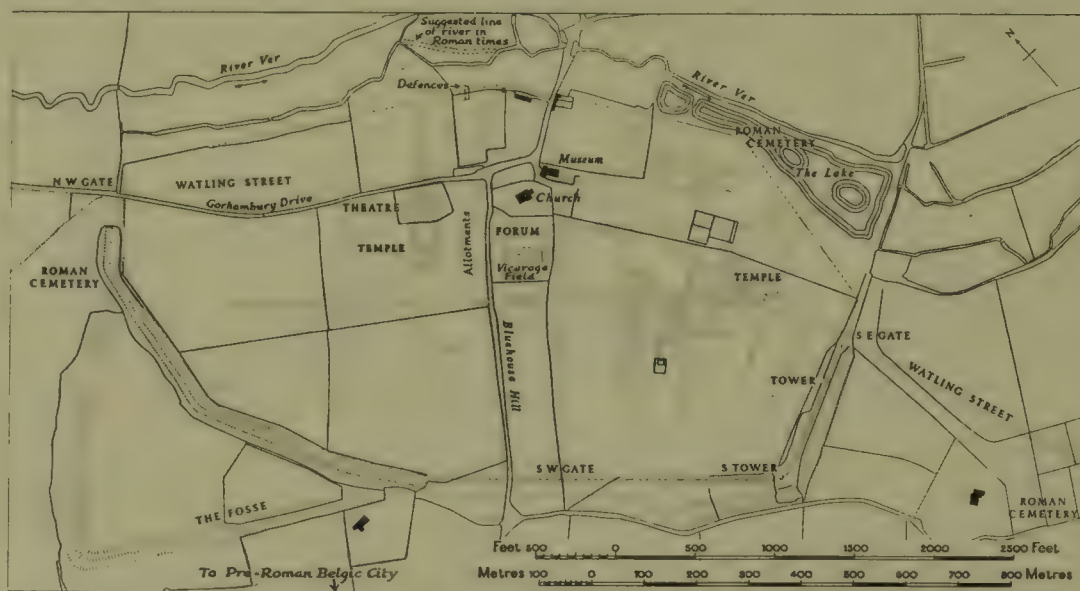 Suggested line
of river in
Roman times
River Ver
Defences
N
River Ver
ROMAN
CEMETERY
The Lake
Museum
N W GATE
WATLING STREET
Gorhambury Drive
THEATRE
Church
TEMPLE
Allotments
FORUM
Vicarage
Field
TEMPLE
ROMAN
CEMETERY
Bluehouse Hill
S E GATE
TOWER
WATLING STREET
S W GATE
S TOWER
THE FOSSE
ROMAN
CEMETERY
Feet 500 0 500 1000 1500 2000 2500 Feet
To Pre-Roman Belgic City
Metres 100 0 100 200 300 400 500 600 700 800 Metres